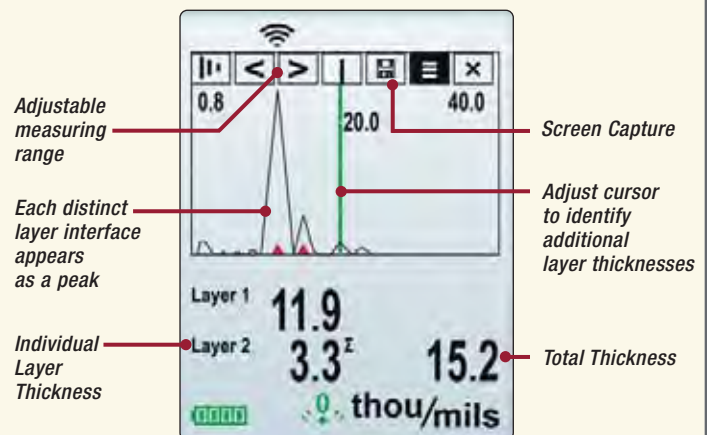 < >
0.8
20.0
40.0
Adjustable
measuring
range
Each distinct
layer interface
appears
as a peak
Individual
Layer
Thickness
Screen Capture
Adjust cursor
to identify
additional
layer thicknesses
Total Thickness
Layer 1 11.9
Layer 2 3.3 Σ 15.2
0
thou/mils